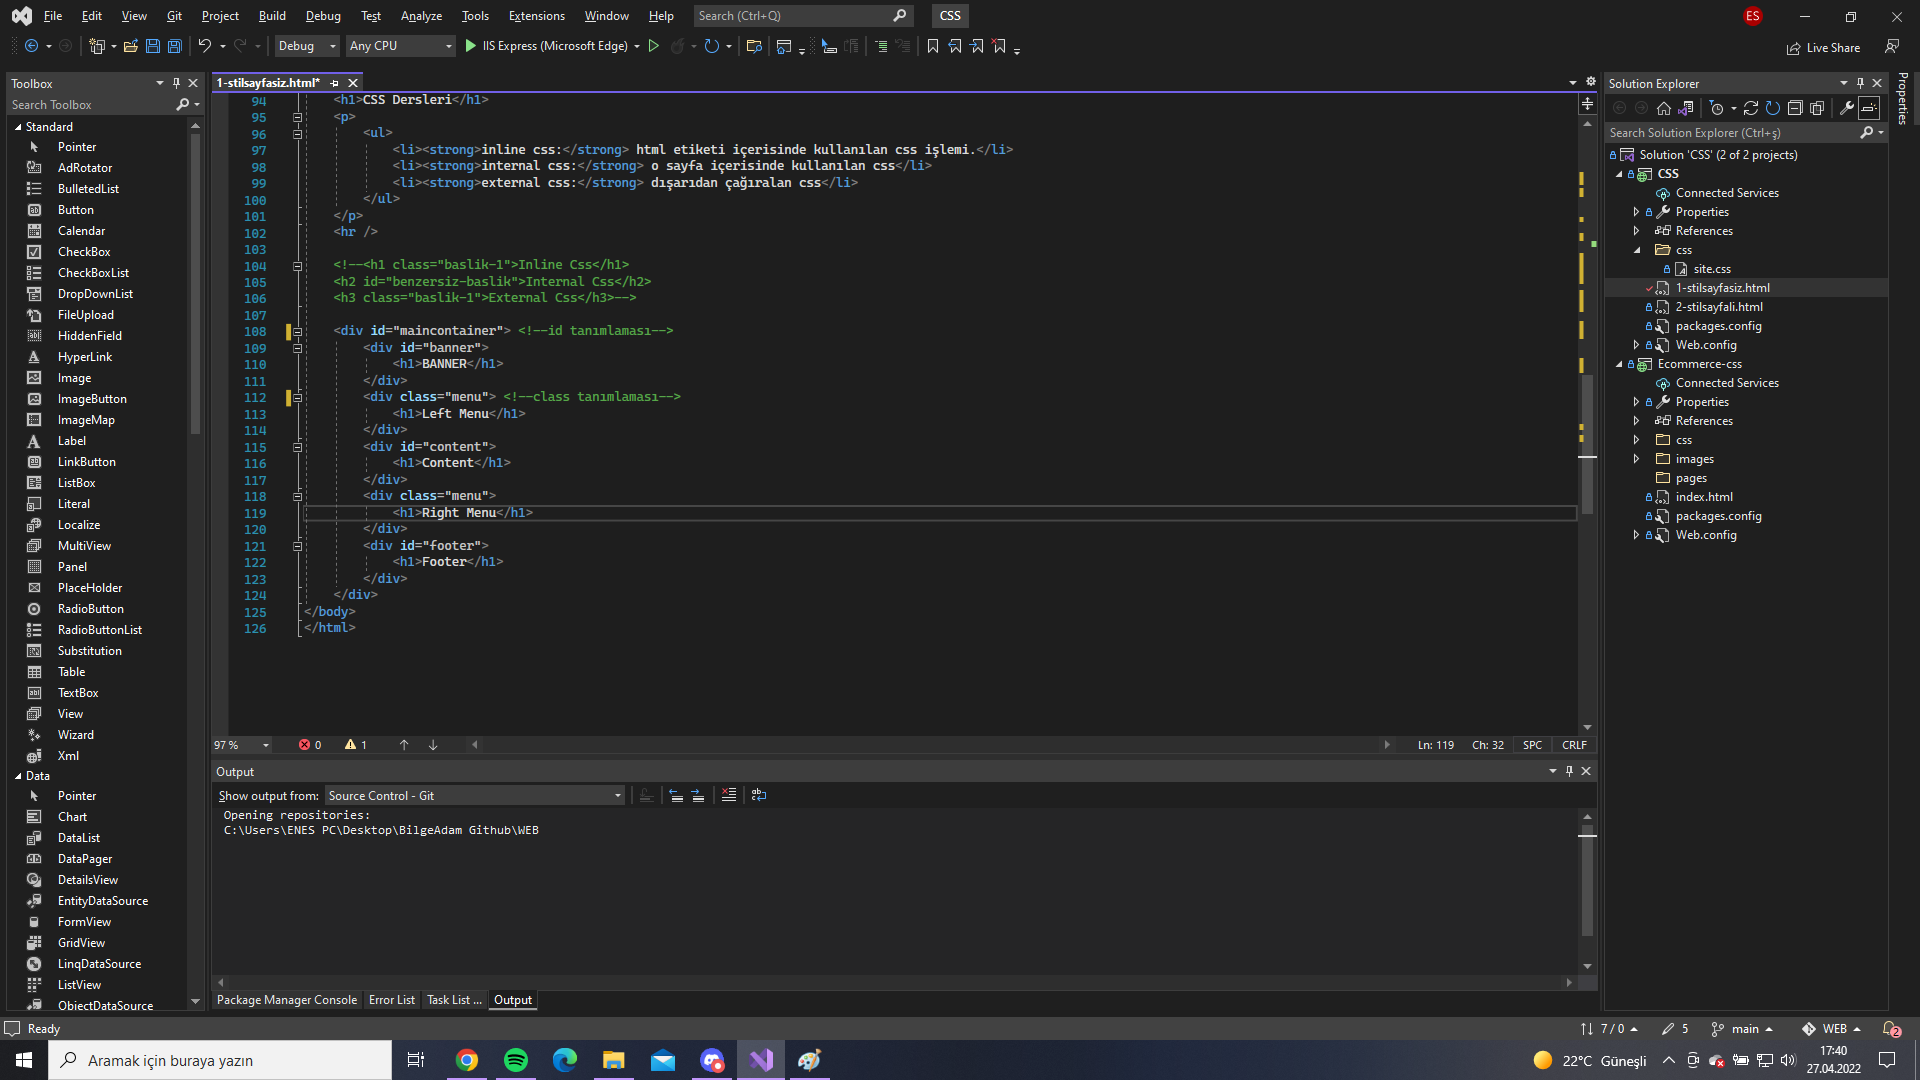 File Edit View Git Project Build Debug Test Analyze Tools Extensions Window Help Search (Ctrl+Q) CSS ES
Debug Any CPU IIS Express (Microsoft Edge) Live Share
Toolbox
Search Toolbox
Standard
Pointer
AdRotator
BulletedList
Button
Calendar
CheckBox
CheckBoxList
DropDownList
FileUpload
HiddenField
HyperLink
Image
ImageButton
ImageMap
Label
LinkButton
ListBox
Literal
Localize
MultiView
Panel
PlaceHolder
RadioButton
RadioButtonList
Substitution
Table
TextBox
View
Wizard
Xml
Data
Pointer
Chart
DataList
DataPager
DetailsView
EntityDataSource
FormView
GridView
LinqDataSource
ListView
ObjectDataSource
1-stilsayfasiz.html*
94 <h1>CSS Dersleri</h1>
95 <p>
96 <ul>
97 <li><strong>inline css:</strong> html etiketi içerisinde kullanılan css işlemi.</li>
98 <li><strong>internal css:</strong> o sayfa içerisinde kullanılan css</li>
99 <li><strong>external css:</strong> dışarıdan çağıralan css</li>
100 </ul>
101 </p>
102 <hr />
103
104 <!--<h1 class="baslik-1">Inline Css</h1>
105 <h2 id="benzersiz-baslik">Internal Css</h2>
106 <h3 class="baslik-1">External Css</h3>-->
107
108 <div id="maincontainer"> <!--id tanımlaması-->
109 <div id="banner">
110 <h1>BANNER</h1>
111 </div>
112 <div class="menu"> <!--class tanımlaması-->
113 <h1>Left Menu</h1>
114 </div>
115 <div id="content">
116 <h1>Content</h1>
117 </div>
118 <div class="menu">
119 <h1>Right Menu</h1>
120 </div>
121 <div id="footer">
122 <h1>Footer</h1>
123 </div>
124 </div>
125 </body>
126 </html>
97 % 0 1 Ln: 119 Ch: 32 SPC CRLF
Output
Show output from: Source Control - Git
Opening repositories:
C:\Users\ENES PC\Desktop\BilgeAdam Github\WEB
Package Manager Console Error List Task List ... Output
Solution Explorer
Search Solution Explorer (Ctrl+ş)
Solution 'CSS' (2 of 2 projects)
CSS
Connected Services
Properties
References
css
site.css
1-stilsayfasiz.html
2-stilsayfali.html
packages.config
Web.config
Ecommerce-css
Connected Services
Properties
References
css
images
pages
index.html
packages.config
Web.config
Properties
Ready 7 / 0 5 main WEB 2
Aramak için buraya yazın 22°C Güneşli 17:40
27.04.2022